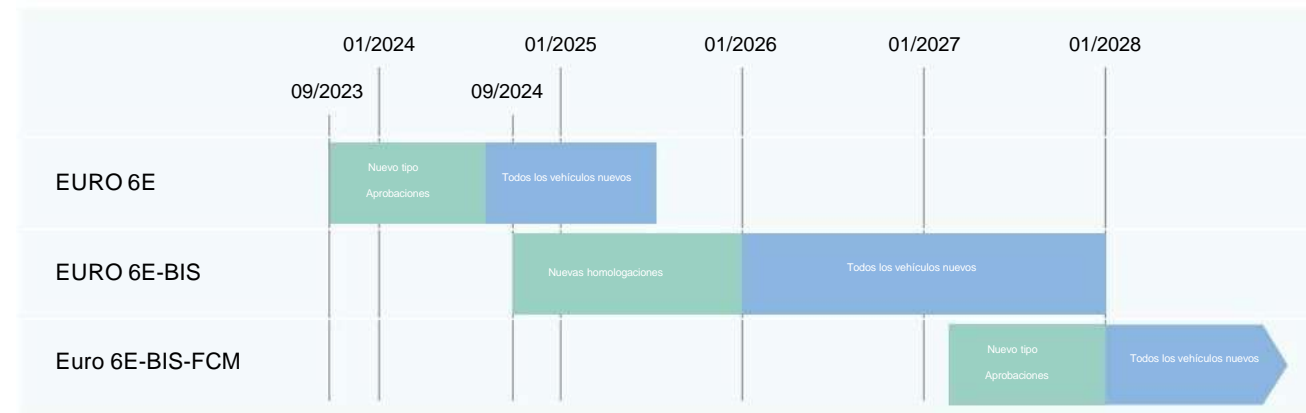 01/2024
01/2025
01/2026
01/2027
01/2028
09/2023
09/2024
EURO 6E
Nuevo tipo
Aprobaciones
Todos los vehículos nuevos
EURO 6E-BIS
Nuevas homologaciones
Todos los vehículos nuevos
Euro 6E-BIS-FCM
Nuevo tipo
Aprobaciones
Todos los vehículos nuevos